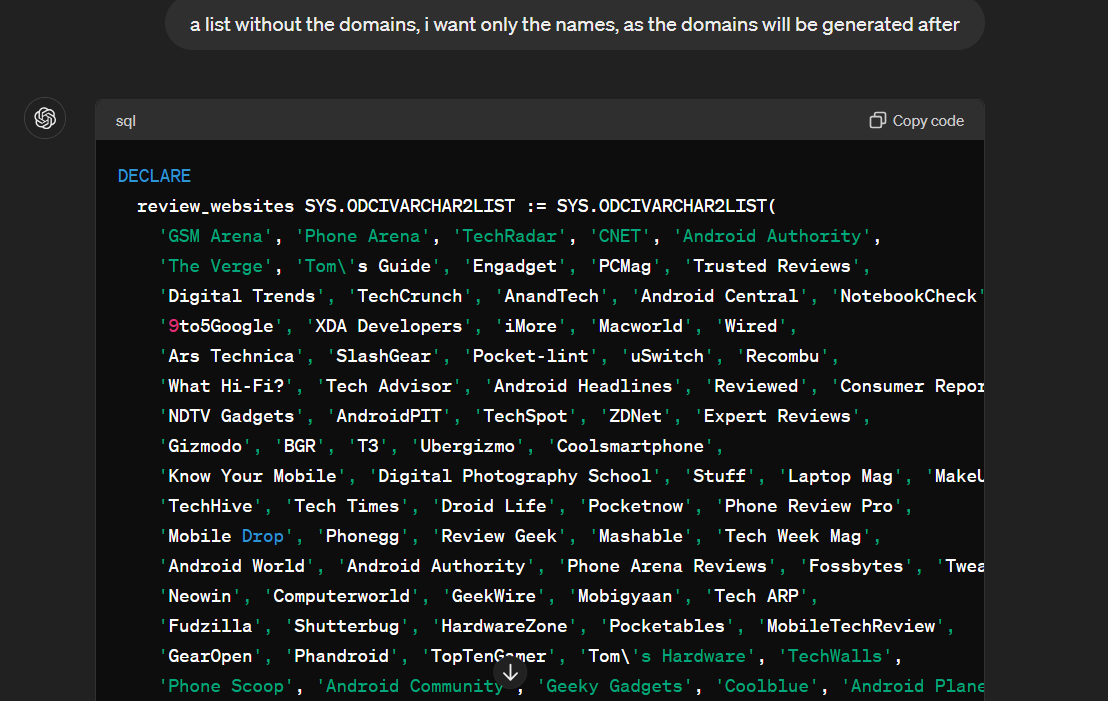 a list without the domains, i want only the names, as the domains will be generated after
sql
Copy code
DECLARE
review_websites SYS.ODCIVARCHAR2LIST := SYS.ODCIVARCHAR2LIST(
'GSM Arena', 'Phone Arena', 'TechRadar', 'CNET', 'Android Authority',
'The Verge', 'Tom\'s Guide', 'Engadget', 'PCMag', 'Trusted Reviews',
'Digital Trends', 'TechCrunch', 'AnandTech', 'Android Central', 'NotebookCheck'
'9to5Google', 'XDA Developers', 'iMore', 'Macworld', 'Wired',
'Ars Technica', 'SlashGear', 'Pocket-lint', 'uSwitch', 'Recombu',
'What Hi-Fi?', 'Tech Advisor', 'Android Headlines', 'Reviewed', 'Consumer Repor
'NDTV Gadgets', 'AndroidPIT', 'TechSpot', 'ZDNet', 'Expert Reviews',
'Gizmodo', 'BGR', 'T3', 'Ubergizmo', 'Coolsmartphone',
'Know Your Mobile', 'Digital Photography School', 'Stuff', 'Laptop Mag', 'MakeU
'TechHive', 'Tech Times', 'Droid Life', 'Pocketnow', 'Phone Review Pro',
'Mobile Drop', 'Phonegg', 'Review Geek', 'Mashable', 'Tech Week Mag',
'Android World', 'Android Authority', 'Phone Arena Reviews', 'Fossbytes', 'Twea
'Neowin', 'Computerworld', 'GeekWire', 'Mobigyaan', 'Tech ARP',
'Fudzilla', 'Shutterbug', 'HardwareZone', 'Pocketables', 'MobileTechReview',
'GearOpen', 'Phandroid', 'TopTenGamer', 'Tom\'s Hardware', 'TechWalls',
'Phone Scoop', 'Android Community', 'Geeky Gadgets', 'Coolblue', 'Android Plane